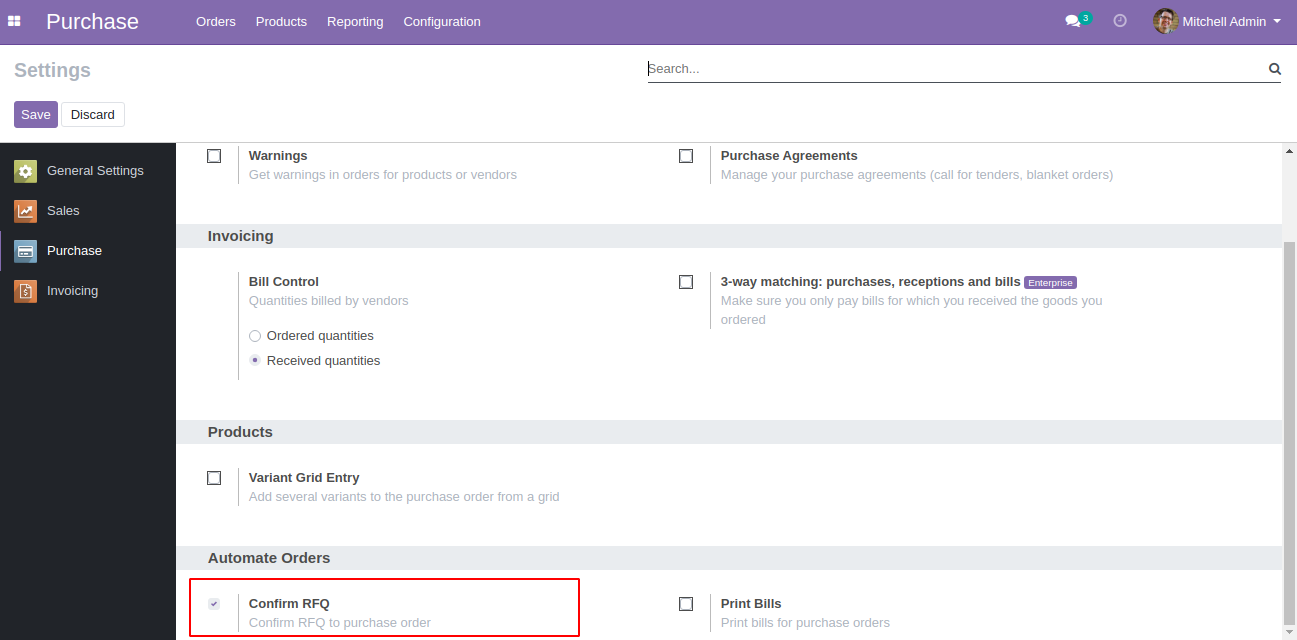 Purchase
Orders Products Reporting Configuration
3
Mitchell Admin
Settings
Search...
Save Discard
General Settings
Sales
Purchase
Invoicing
Warnings
Get warnings in orders for products or vendors
Purchase Agreements
Manage your purchase agreements (call for tenders, blanket orders)
Invoicing
Bill Control
Quantities billed by vendors
Ordered quantities
Received quantities
3-way matching: purchases, receptions and bills Enterprise
Make sure you only pay bills for which you received the goods you
ordered
Products
Variant Grid Entry
Add several variants to the purchase order from a grid
Automate Orders
Confirm RFQ
Confirm RFQ to purchase order
Print Bills
Print bills for purchase orders